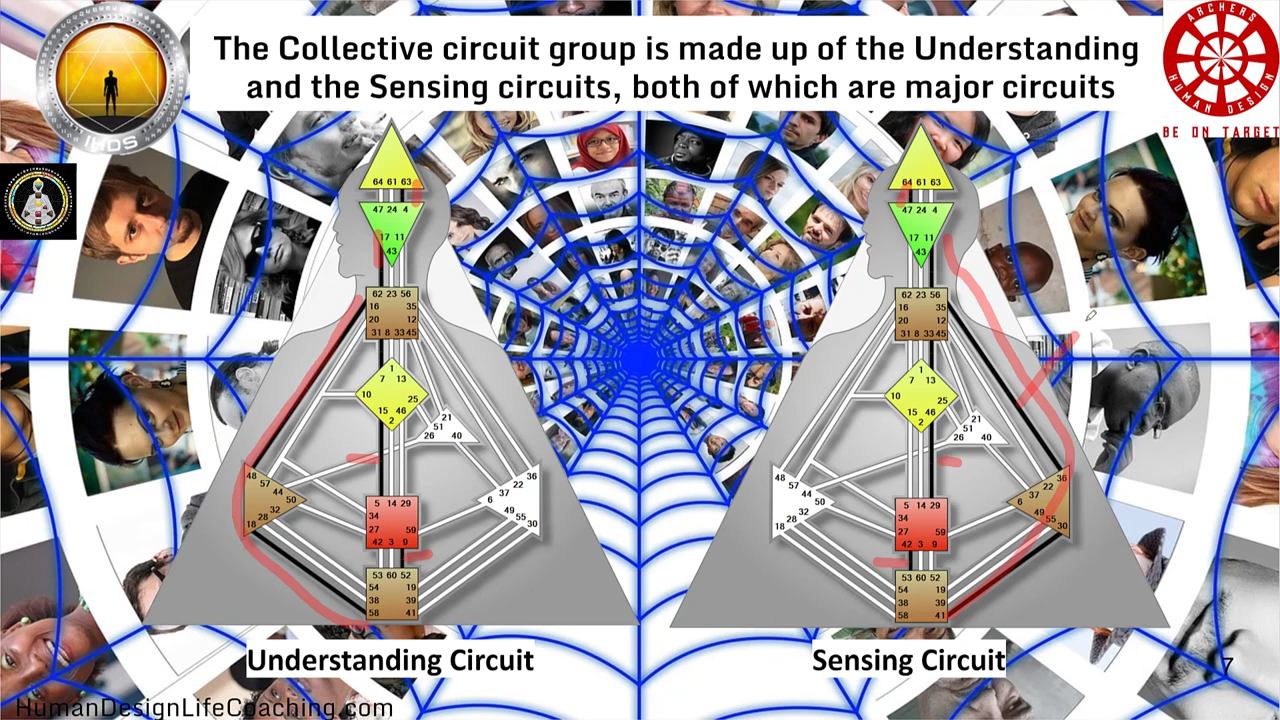 The Collective circuit group is made up of the Understanding
and the Sensing circuits, both of which are major circuits
IHDS
ARCHERS
HUMAN DESIGN
BE ON TARGET
64 61 63
47 24 4
17 11
43
62 23 56
16 35
20 12
31 8 33 45
1
7 13
10 25
15 46
2
21
51
26 40
48
57
44
50
32
28
18
36
22
37
6
49
55
30
5 14 29
34
27 59
42 3 9
53 60 52
54 19
38 39
58 41
64 61 63
47 24 4
17 11
43
62 23 56
16 35
20 12
31 8 33 45
1
7 13
10 25
15 46
2
21
51
26 40
48
57
44
50
32
28
18
36
22
37
6
49
55
30
5 14 29
34
27 59
42 3 9
53 60 52
54 19
38 39
58 41
Understanding Circuit
Sensing Circuit
7
HumanDesignLifeCoaching.com